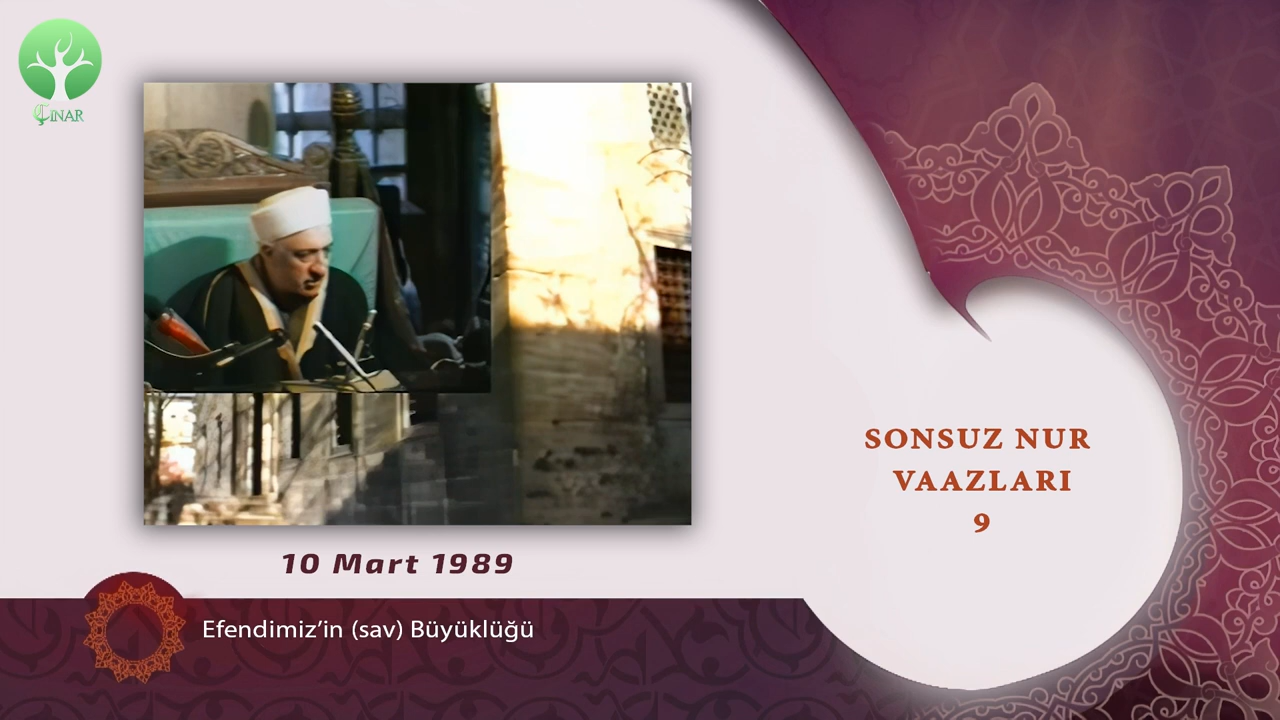 ÇINAR
SONSUZ NUR
VAAZLARI
9
10 Mart 1989
Efendimiz’in (sav) Büyüklüğü